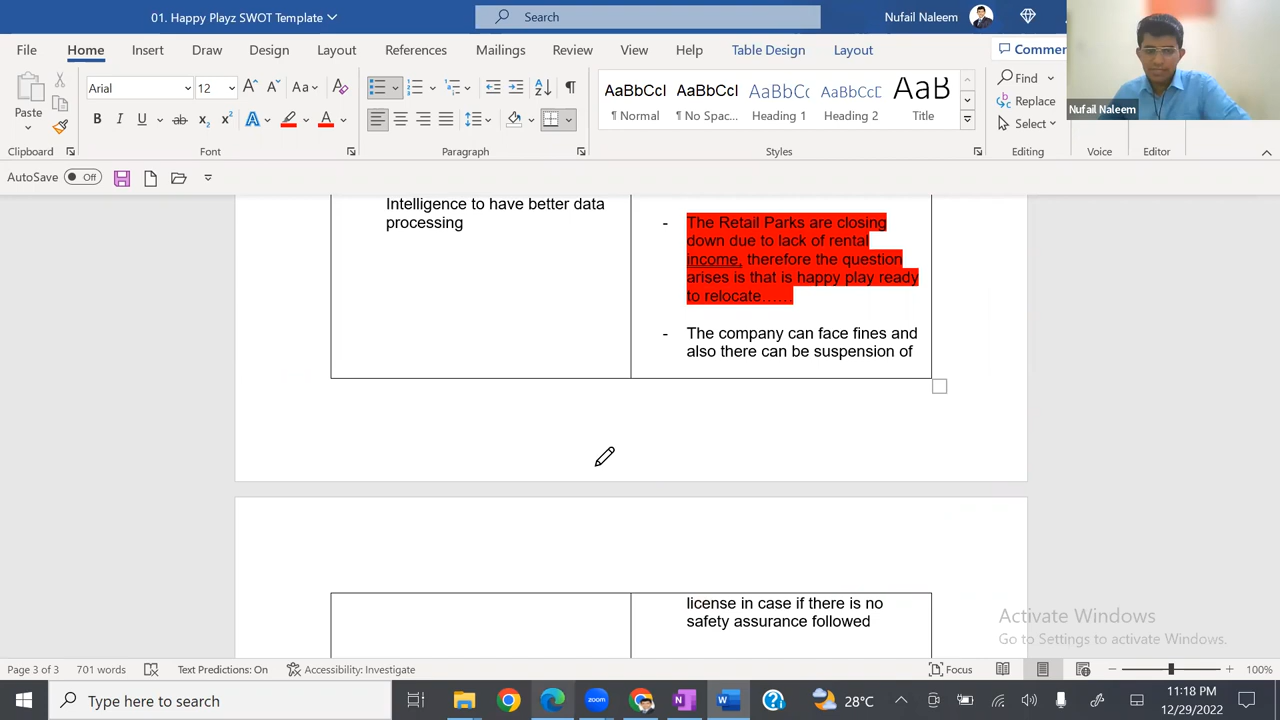 01. Happy Playz SWOT Template
Search
Nufail Naleem
File Home Insert Draw Design Layout References Mailings Review View Help Table Design Layout Commen
Nufail Naleem
Paste
Arial 12
Aa
AaBbCcI AaBbCcI AaBbCc AaBbCcD AaB
¶ Normal ¶ No Spac... Heading 1 Heading 2 Title
Find
Replace
Select
Clipboard Font Paragraph Styles Editing Voice Editor
AutoSave Off
Intelligence to have better data
processing
- The Retail Parks are closing
down due to lack of rental
income, therefore the question
arises is that is happy play ready
to relocate……
- The company can face fines and
also there can be suspension of
license in case if there is no
safety assurance followed
Activate Windows
Go to Settings to activate Windows.
Page 3 of 3 701 words Text Predictions: On Accessibility: Investigate Focus 100%
Type here to search
zoom
28°C
11:18 PM
12/29/2022